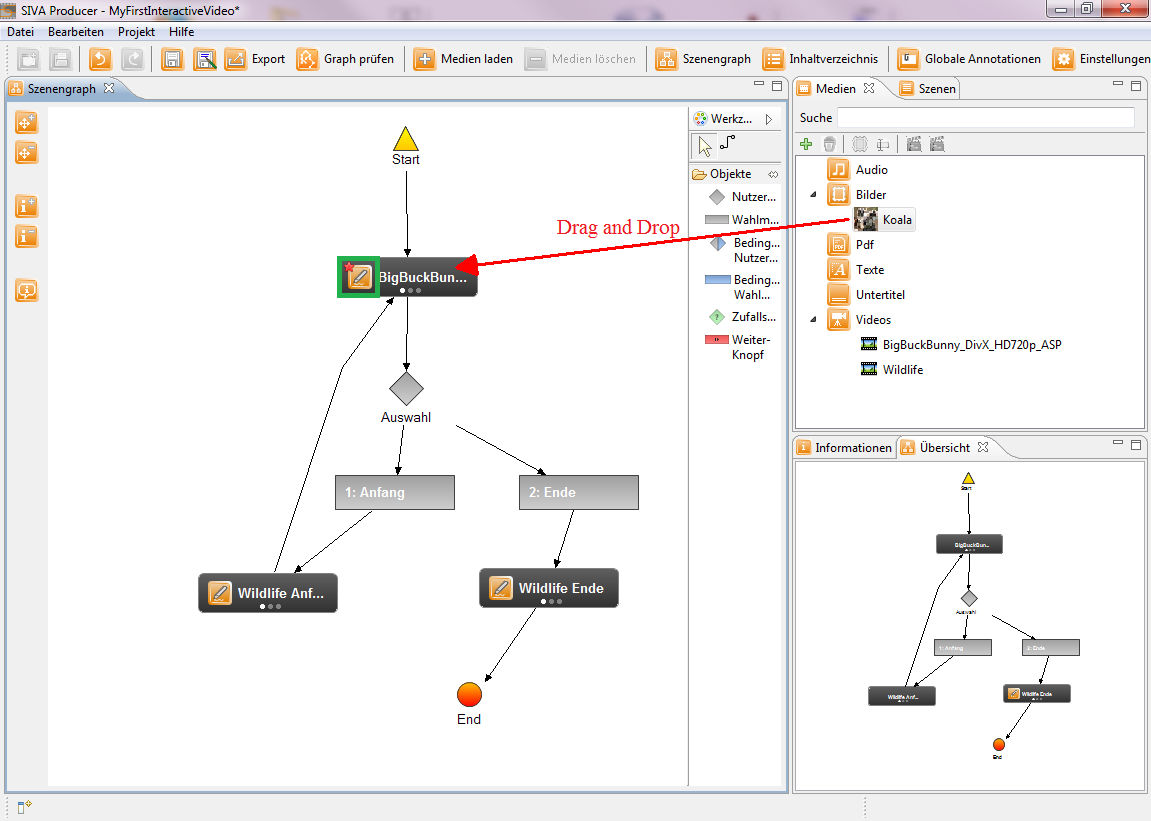 SIVA Producer - MyFirstInteractiveVideo*
Datei Bearbeiten Projekt Hilfe
Export Graph prüfen Medien laden Medien löschen Szenengraph Inhaltverzeichnis Globale Annotationen Einstellungen
Szenengraph
Start
BigBuckBun...
Auswahl
1: Anfang
2: Ende
Wildlife Anf...
Wildlife Ende
End
Drag and Drop
Werkz...
Objekte
Nutzer...
Wahlm...
Beding...
Nutzer...
Beding...
Wahl...
Zufalls...
Weiter-
Knopf
Medien Szenen
Suche
Audio
Bilder
Koala
Pdf
Texte
Untertitel
Videos
BigBuckBunny_DivX_HD720p_ASP
Wildlife
Informationen Übersicht
Start
BigBuckBun...
Auswahl
1: Anfang
2: Ende
Wildlife Anf...
Wildlife Ende
End